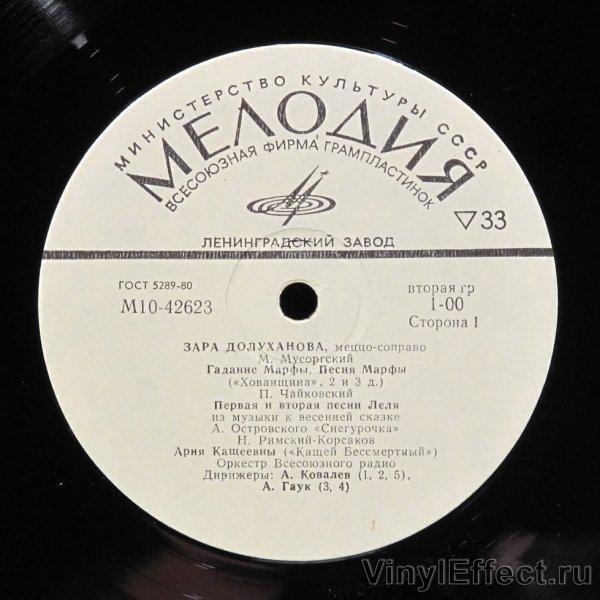 МИНИСТЕРСТВО КУЛЬТУРЫ СССР
МЕЛОДИЯ
ВСЕСОЮЗНАЯ ФИРМА ГРАМПЛАСТИНОК
▽33
ЛЕНИНГРАДСКИЙ ЗАВОД
ГОСТ 5289-80
М10-42623
вторая гр
1-00
Сторона 1
ЗАРА ДОЛУХАНОВА, меццо-сопрано
М. Мусоргский
Гадание Марфы, Песня Марфы
(«Хованщина», 2 и 3 д.)
П. Чайковский
Первая и вторая песни Леля
из музыки к весенней сказке
А. Островского «Снегурочка»
Н. Римский-Корсаков
Ария Кащеевны («Кащей Бессмертный»)
Оркестр Всесоюзного радио
Дирижеры: А. Ковалев (1, 2, 5),
А. Гаук (3, 4)
1
VinylEffect.ru